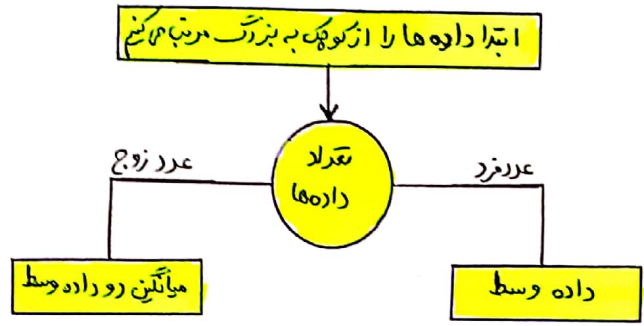 ابتدا داده ها را از کوچک به بزرگ مرتب می کنیم
تعداد
داده ها
عدد زوج
عدد فرد
میانگین دو داده وسط
داده وسط